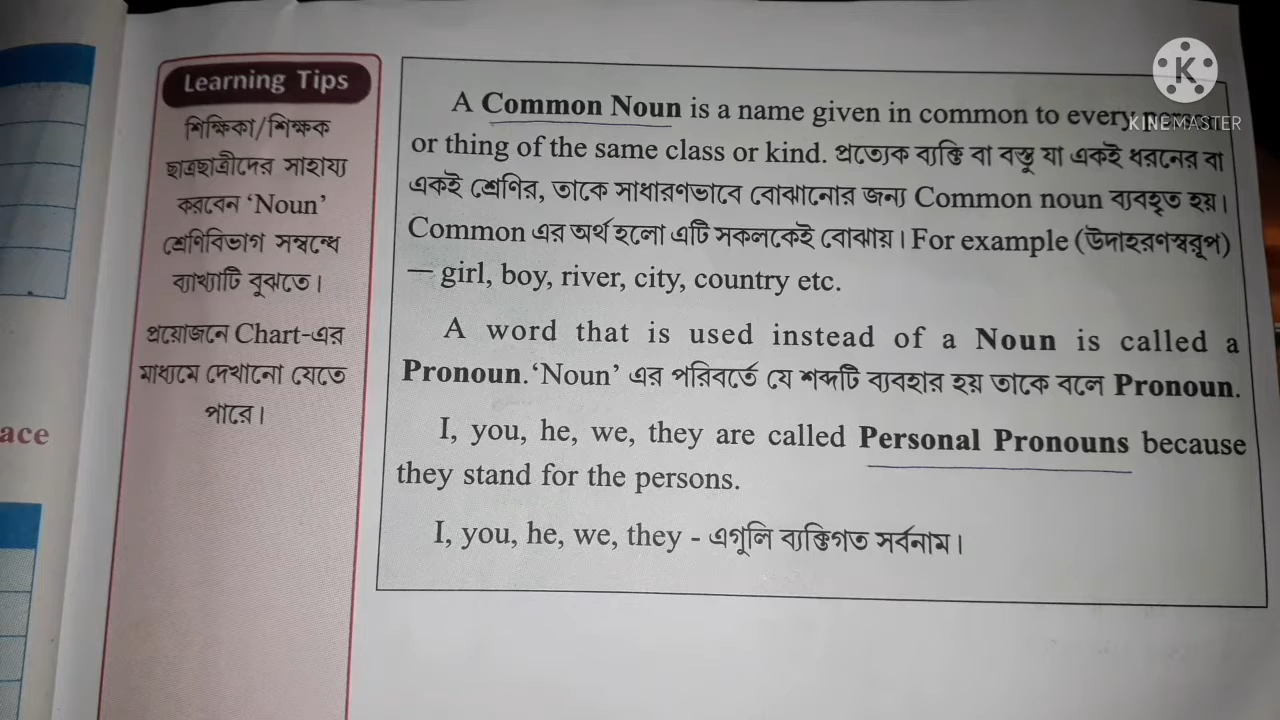 Learning Tips
শিক্ষিকা/শিক্ষক
ছাত্রছাত্রীদের সাহায্য
করবেন ‘Noun’
শ্রেণিবিভাগ সম্বন্ধে
ব্যাখ্যাটি বুঝতে।
প্রয়োজনে Chart-এর
মাধ্যমে দেখানো যেতে
পারে।
A Common Noun is a name given in common to every
or thing of the same class or kind. প্রত্যেক ব্যক্তি বা বস্তু যা একই ধরনের বা
একই শ্রেণির, তাকে সাধারণভাবে বোঝানোর জন্য Common noun ব্যবহৃত হয়।
Common এর অর্থ হলো এটি সকলকেই বোঝায়। For example (উদাহরণস্বরূপ)
— girl, boy, river, city, country etc.
A word that is used instead of a Noun is called a
Pronoun.‘Noun’ এর পরিবর্তে যে শব্দটি ব্যবহার হয় তাকে বলে Pronoun.
I, you, he, we, they are called Personal Pronouns because
they stand for the persons.
I, you, he, we, they - এগুলি ব্যক্তিগত সর্বনাম।
K
KINEMASTER
ace